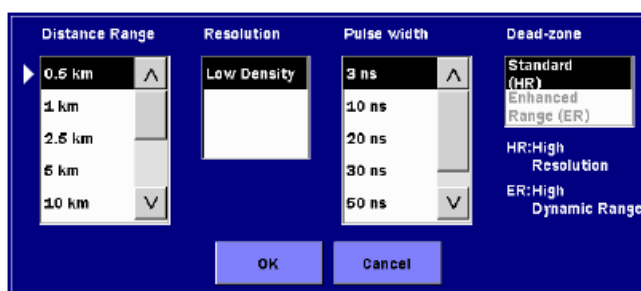 Distance Range
Resolution
Pulse width
Dead-zone
0.5 km
1 km
2.5 km
5 km
10 km
Low Density
3 ns
10 ns
20 ns
30 ns
50 ns
Standard
(HR)
Enhanced
Range (ER)
HR:High
Resolution
ER:High
Dynamic Range
OK
Cancel